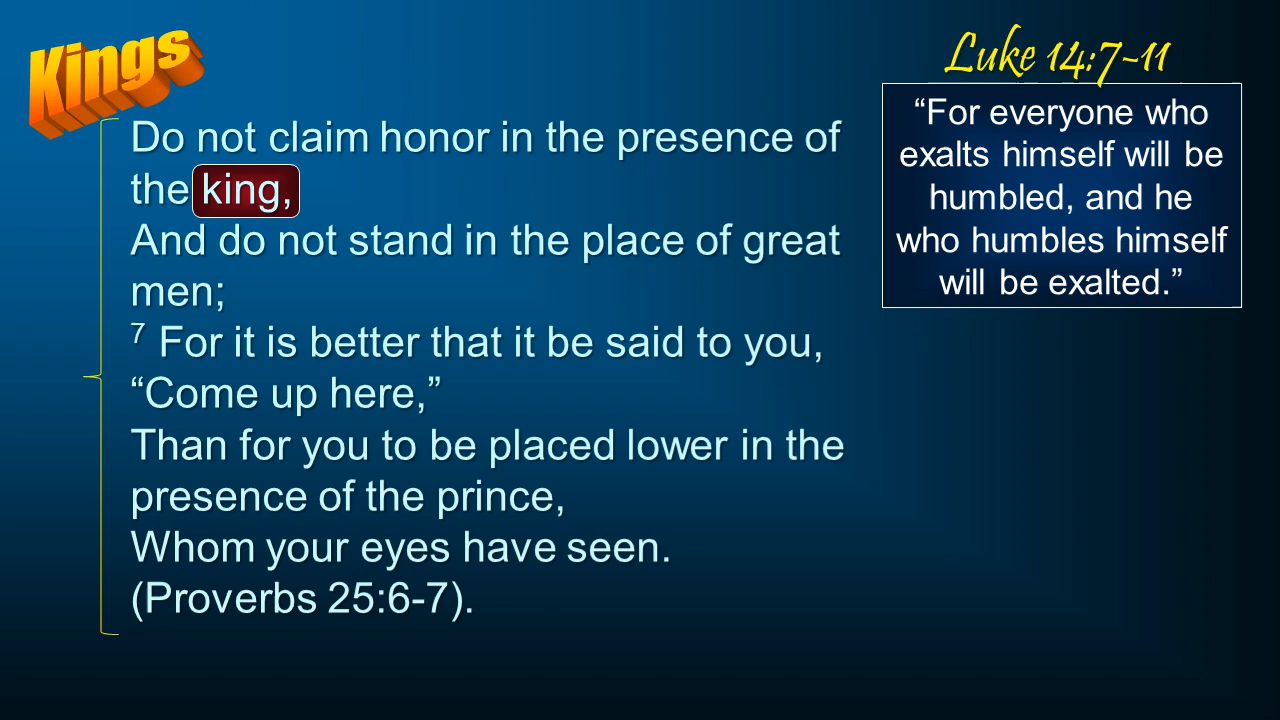 Kings
Do not claim honor in the presence of
the king,
And do not stand in the place of great
men;
7 For it is better that it be said to you,
“Come up here,”
Than for you to be placed lower in the
presence of the prince,
Whom your eyes have seen.
(Proverbs 25:6-7).
Luke 14:7-11
“For everyone who
exalts himself will be
humbled, and he
who humbles himself
will be exalted.”